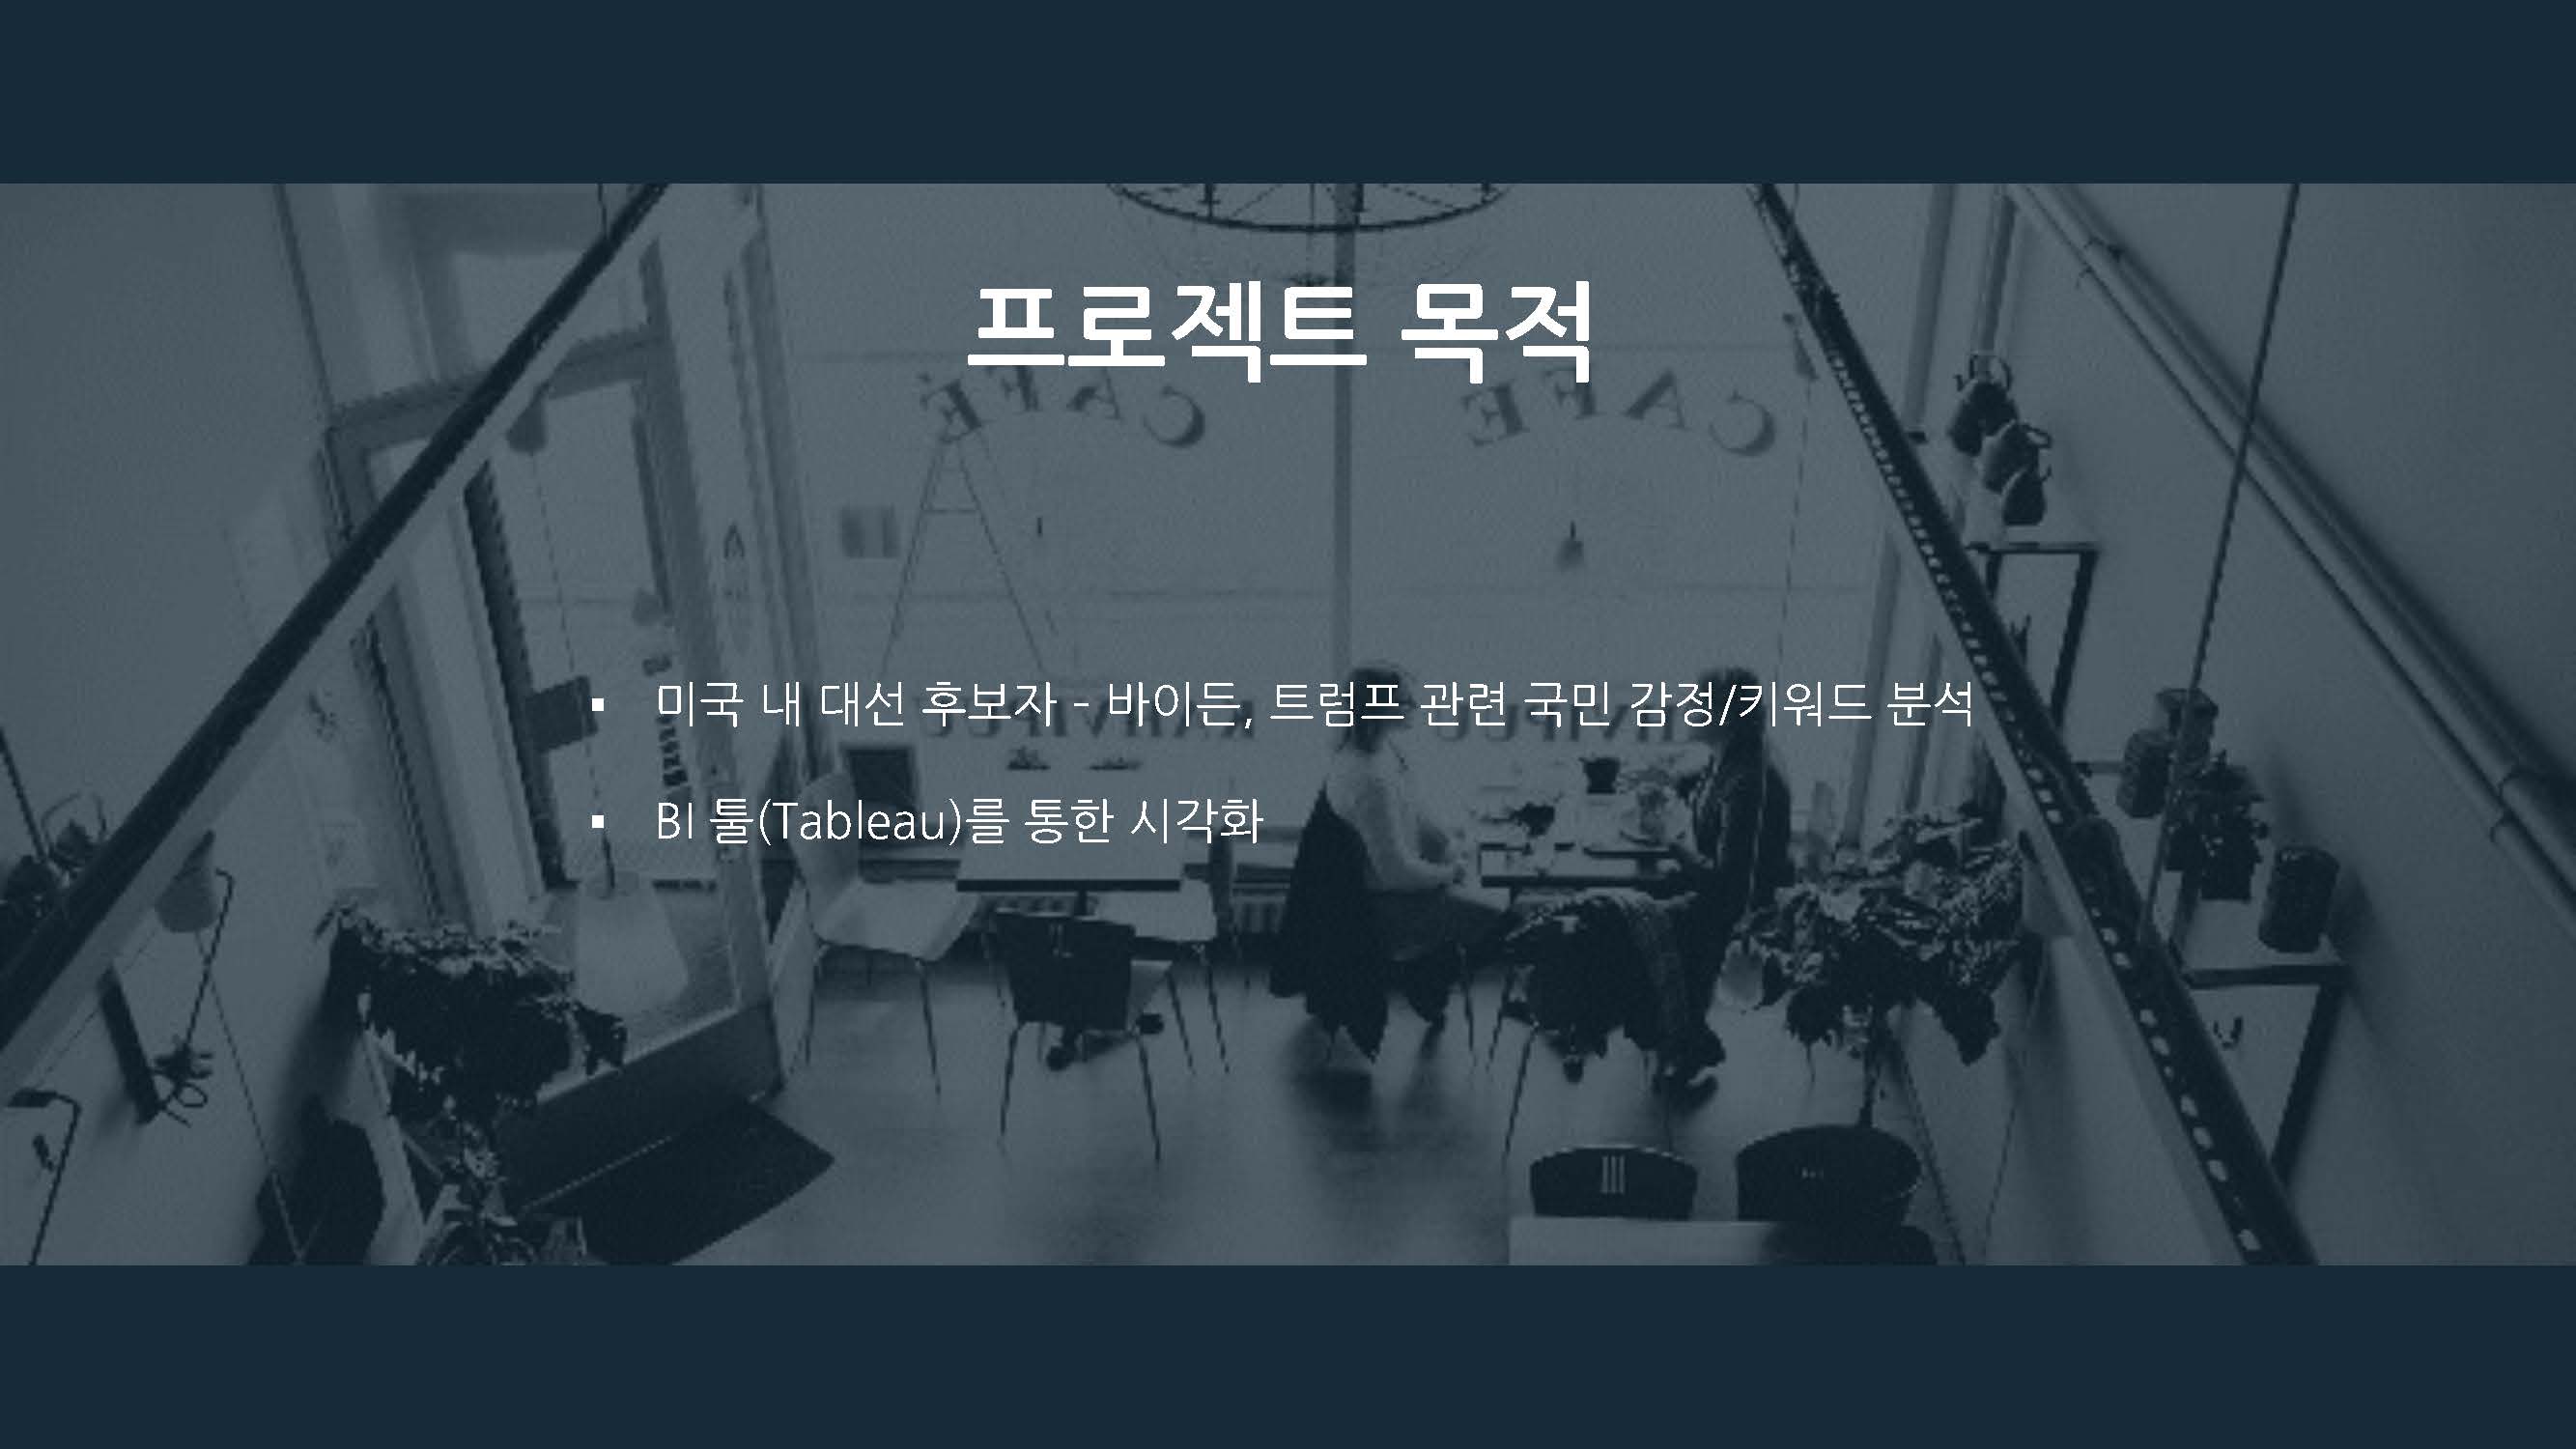 프로젝트 목적
CAFE CAFE
▪ 미국 내 대선 후보자 - 바이든, 트럼프 관련 국민 감정/키워드 분석
▪ BI 툴(Tableau)를 통한 시각화